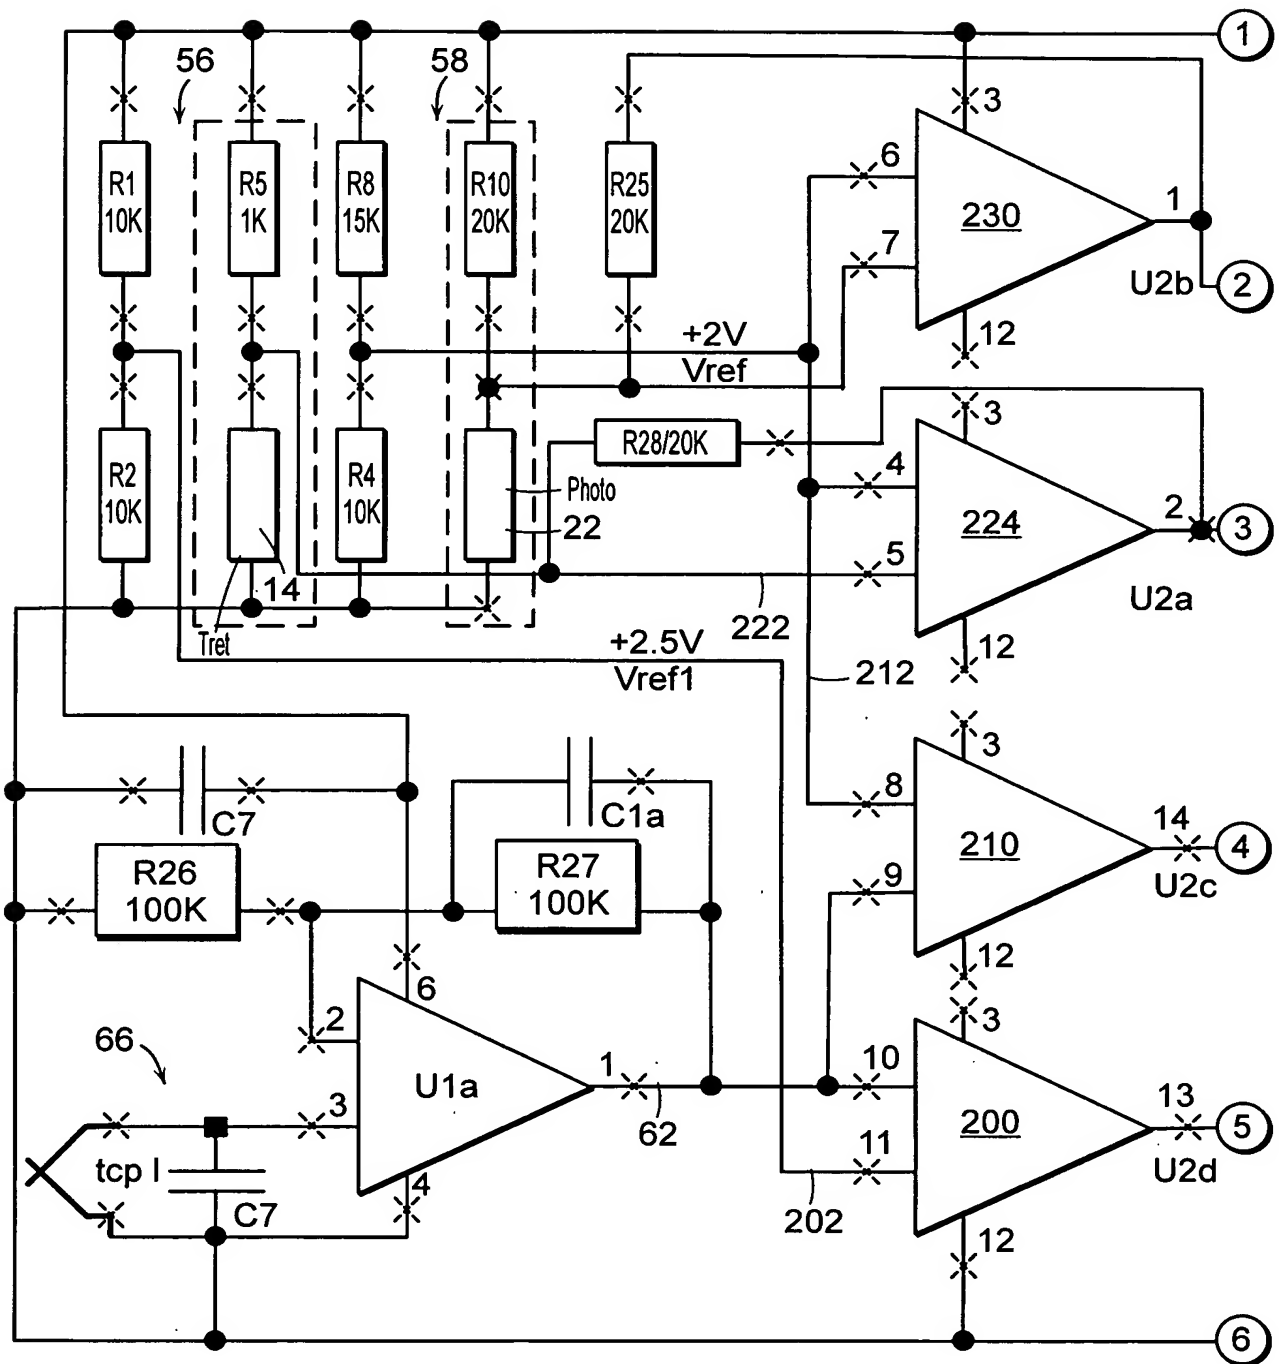 1
56
58
3
R1
10K
R5
1K
R8
15K
R10
20K
R25
20K
6
7
230
1
U2b
2
12
+2V
Vref
3
R28/20K
R2
10K
R4
10K
Photo
22
14
Tret
4
5
224
2
3
U2a
222
12
+2.5V
Vref1
212
3
C7
C1a
8
9
210
14
4
U2c
R26
100K
R27
100K
12
6
3
2
66
U1a
1
62
10
11
200
13
5
U2d
3
tcp I
4
C7
202
12
6